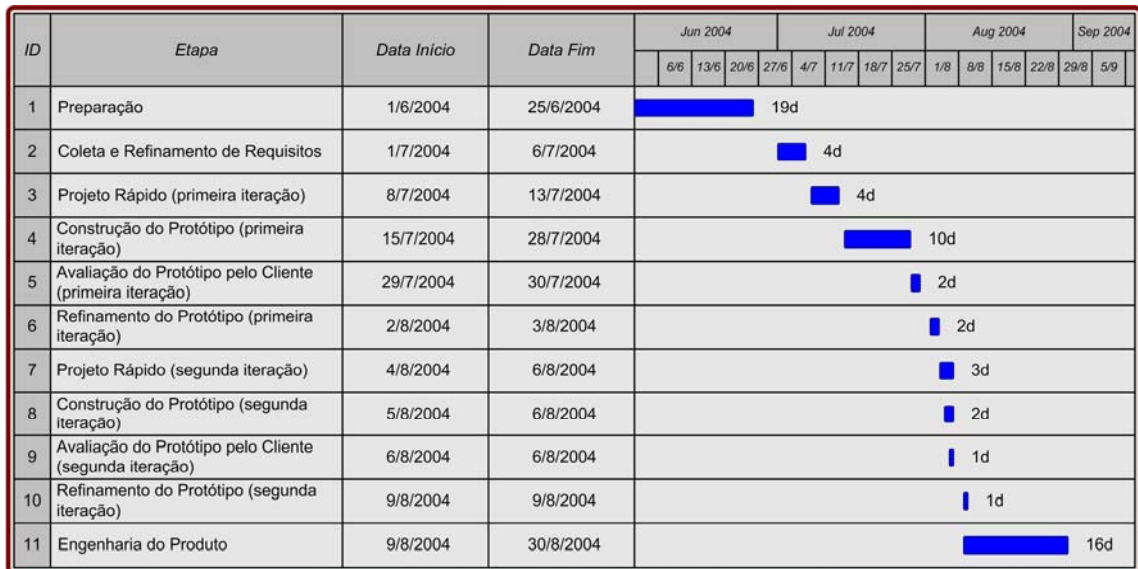 ID Etapa Data Início Data Fim Jun 2004 Jul 2004 Aug 2004 Sep 2004
6/6 13/6 20/6 27/6 4/7 11/7 18/7 25/7 1/8 8/8 15/8 22/8 29/8 5/9
1 Preparação 1/6/2004 25/6/2004 19d
2 Coleta e Refinamento de Requisitos 1/7/2004 6/7/2004 4d
3 Projeto Rápido (primeira iteração) 8/7/2004 13/7/2004 4d
4 Construção do Protótipo (primeira
iteração) 15/7/2004 28/7/2004 10d
5 Avaliação do Protótipo pelo Cliente
(primeira iteração) 29/7/2004 30/7/2004 2d
6 Refinamento do Protótipo (primeira
iteração) 2/8/2004 3/8/2004 2d
7 Projeto Rápido (segunda iteração) 4/8/2004 6/8/2004 3d
8 Construção do Protótipo (segunda
iteração) 5/8/2004 6/8/2004 2d
9 Avaliação do Protótipo pelo Cliente
(segunda iteração) 6/8/2004 6/8/2004 1d
10 Refinamento do Protótipo (segunda
iteração) 9/8/2004 9/8/2004 1d
11 Engenharia do Produto 9/8/2004 30/8/2004 16d